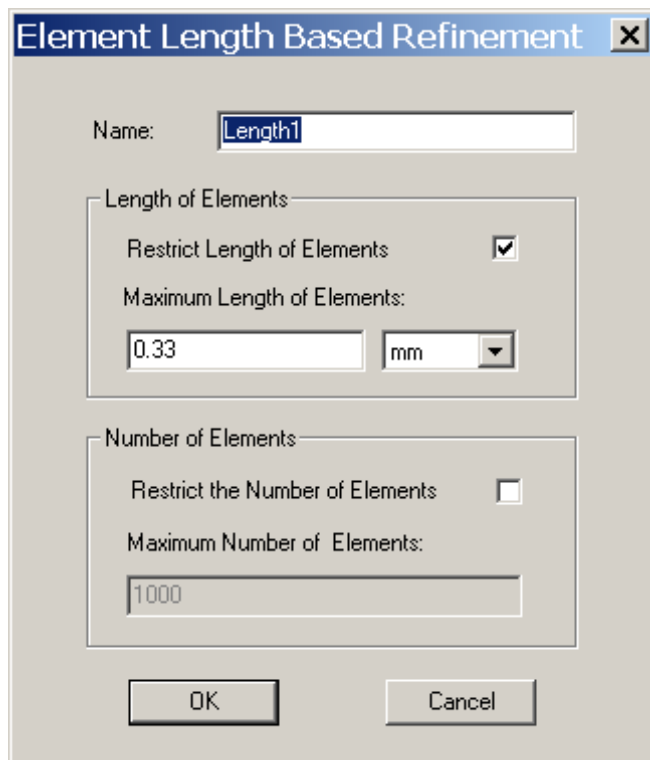 Element Length Based Refinement
Name: Length1
Length of Elements
Restrict Length of Elements
Maximum Length of Elements:
0.33 mm
Number of Elements
Restrict the Number of Elements
Maximum Number of Elements:
1000
OK Cancel